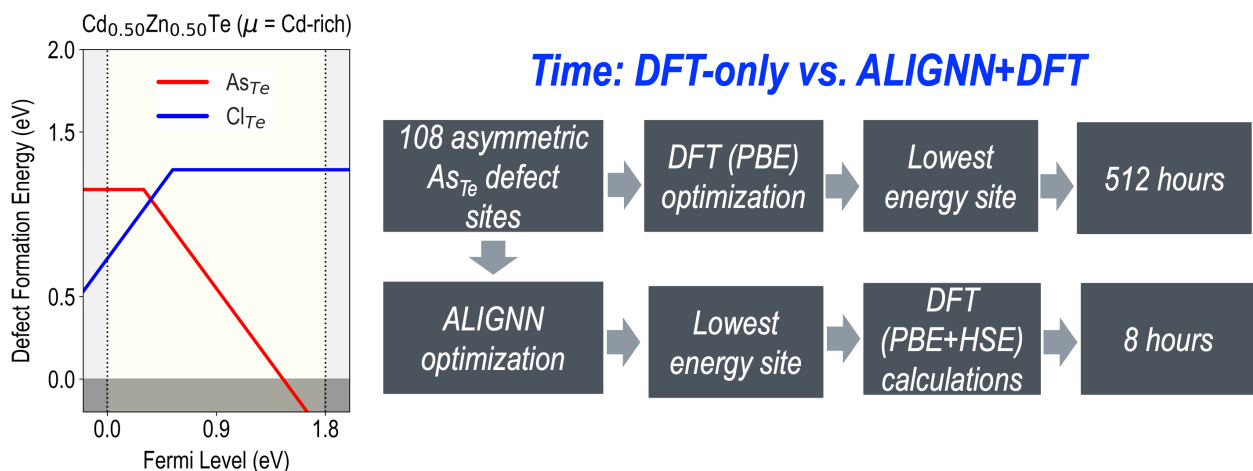 Cd0.50Zn0.50Te (μ = Cd-rich)
2.0
1.5
0.5
0.0
Defect Formation Energy (eV)
AsTe
ClTe
0.0 0.9 1.8
Fermi Level (eV)
Time: DFT-only vs. ALIGNN+DFT
108 asymmetric
AsTe defect
sites
DFT (PBE)
optimization
Lowest
energy site
512 hours
ALIGNN
optimization
Lowest
energy site
DFT
(PBE+HSE)
calculations
8 hours